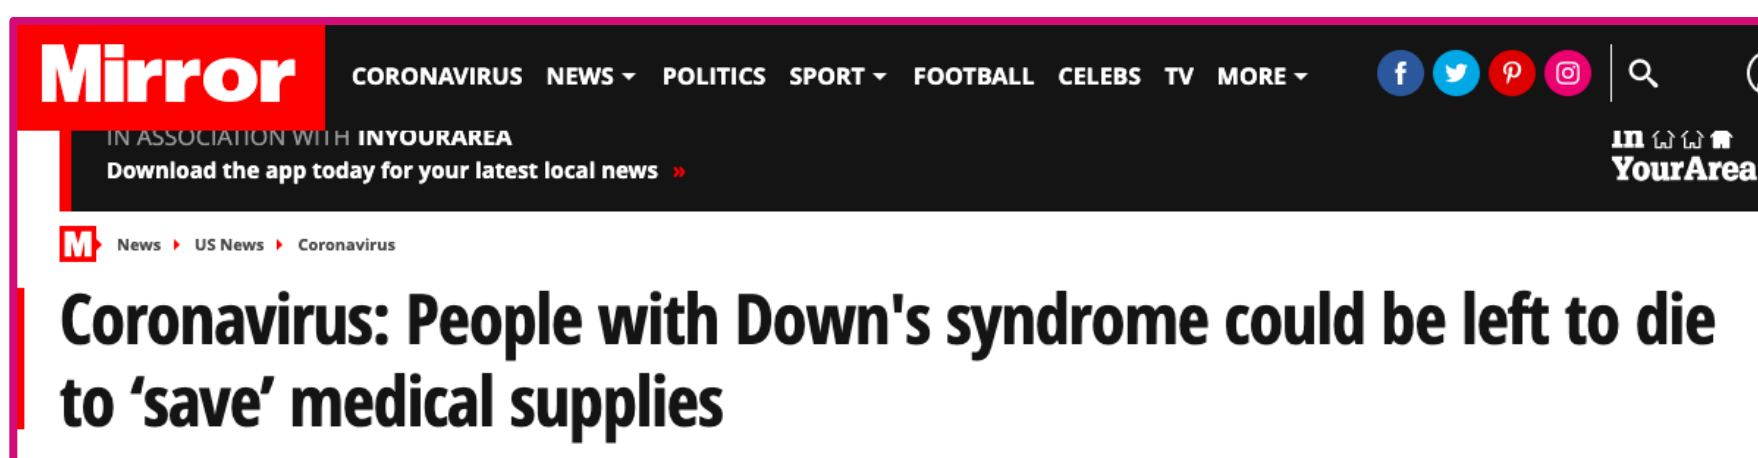 Mirror
CORONAVIRUS NEWS POLITICS SPORT FOOTBALL CELEBS TV MORE
IN ASSOCIATION WITH INYOURAREA
Download the app today for your latest local news »
In
YourArea
M News US News Coronavirus
Coronavirus: People with Down's syndrome could be left to die
to ‘save’ medical supplies